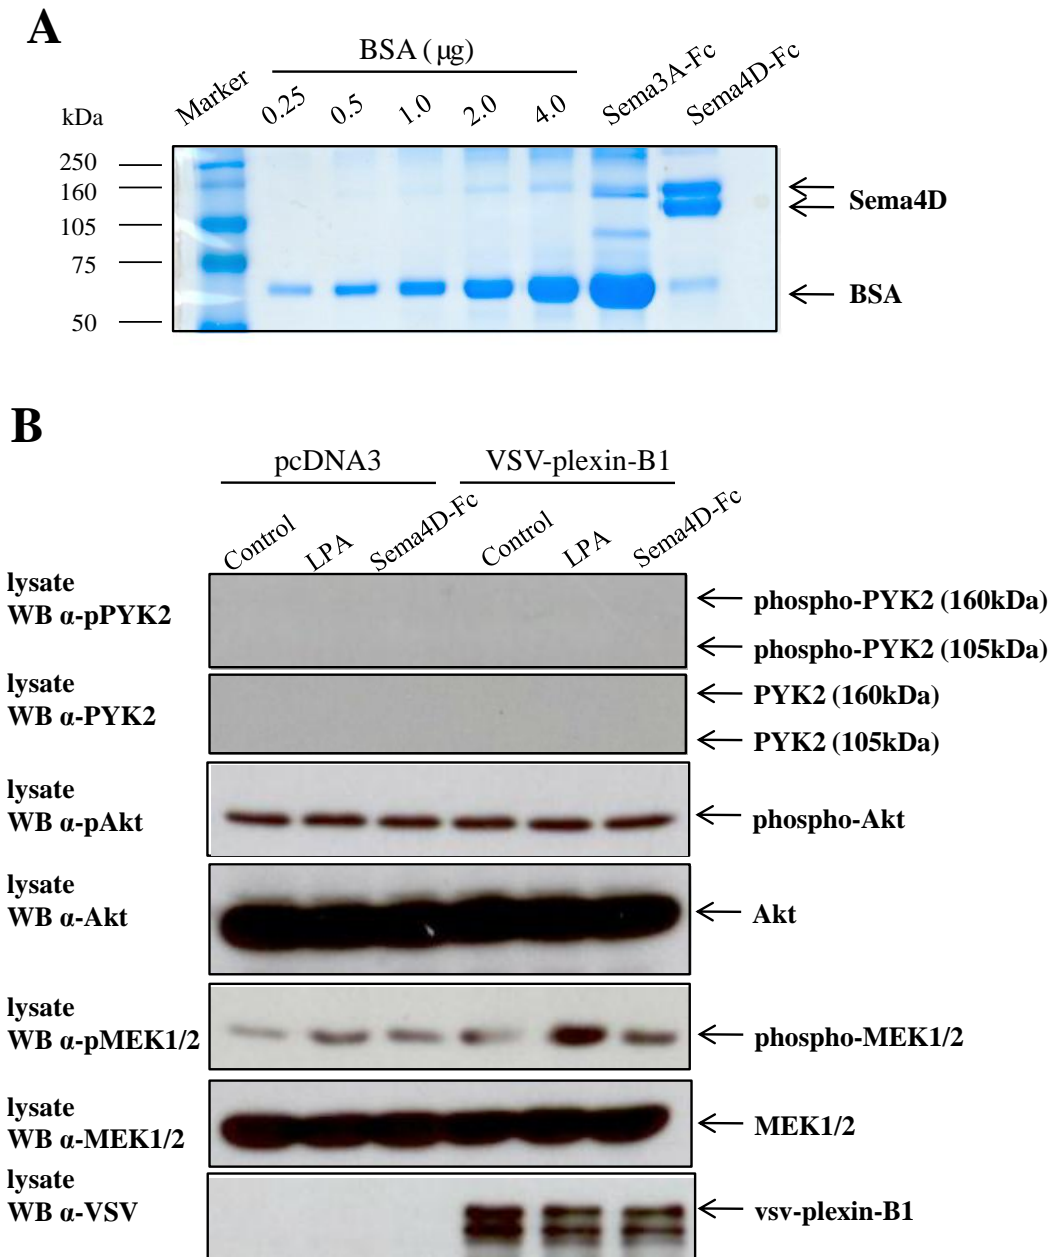 A
BSA ( µg)
kDa
Marker
0.25
0.5
1.0
2.0
4.0
Sema3A-Fc
Sema4D-Fc
250
160
105
75
50
Sema4D
BSA
B
pcDNA3
VSV-plexin-B1
Control
LPA
Sema4D-Fc
Control
LPA
Sema4D-Fc
lysate
WB α-pPYK2
phospho-PYK2 (160kDa)
phospho-PYK2 (105kDa)
lysate
WB α-PYK2
PYK2 (160kDa)
PYK2 (105kDa)
lysate
WB α-pAkt
phospho-Akt
lysate
WB α-Akt
Akt
lysate
WB α-pMEK1/2
phospho-MEK1/2
lysate
WB α-MEK1/2
MEK1/2
lysate
WB α-VSV
vsv-plexin-B1